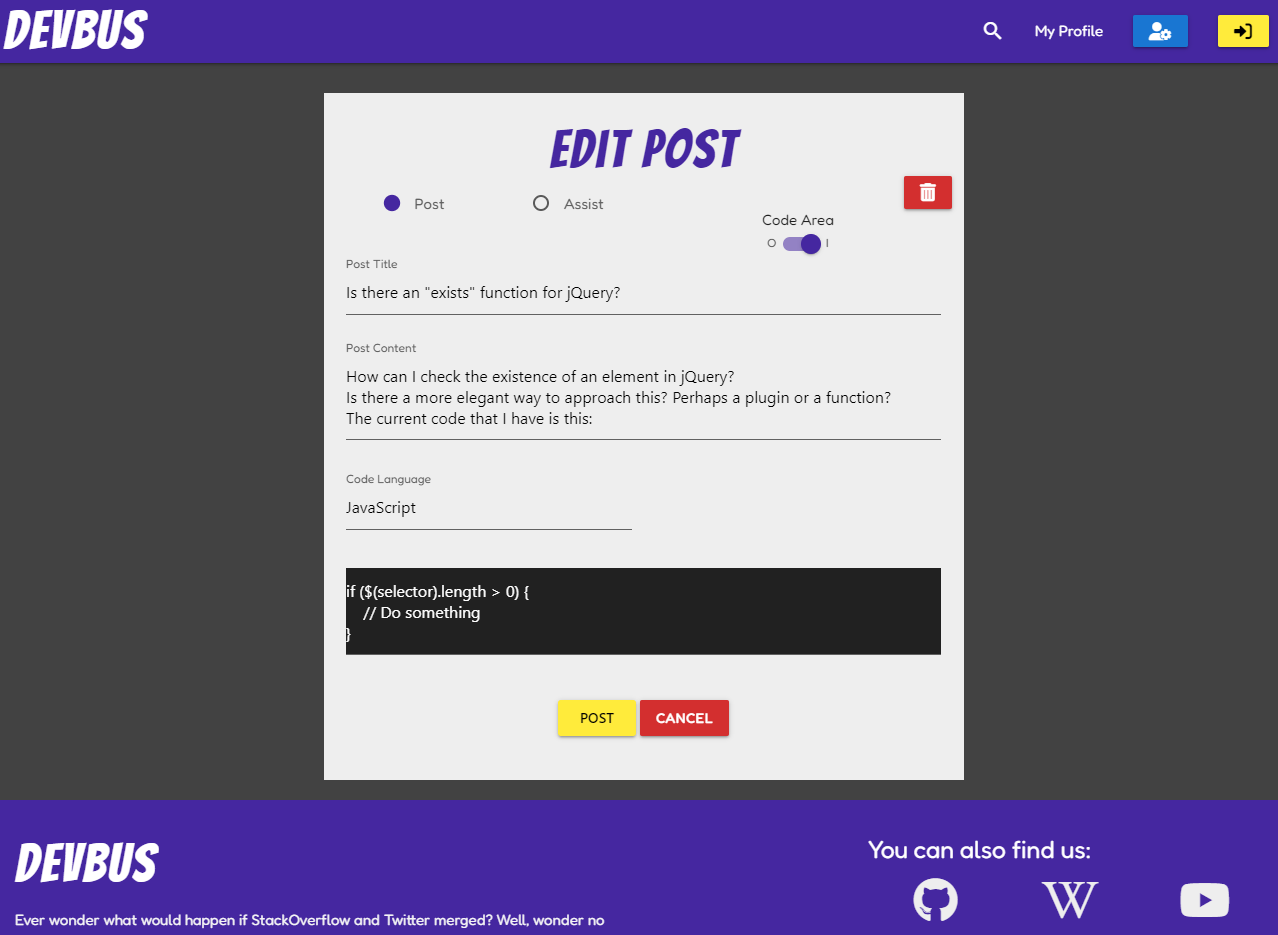 DEVBUS
My Profile
EDIT POST
Post
Assist
Code Area
O
I
Post Title
Is there an "exists" function for jQuery?
Post Content
How can I check the existence of an element in jQuery?
Is there a more elegant way to approach this? Perhaps a plugin or a function?
The current code that I have is this:
Code Language
JavaScript
if ($(selector).length > 0) {
// Do something
}
POST
CANCEL
DEVBUS
You can also find us:
W
Ever wonder what would happen if StackOverflow and Twitter merged? Well, wonder no